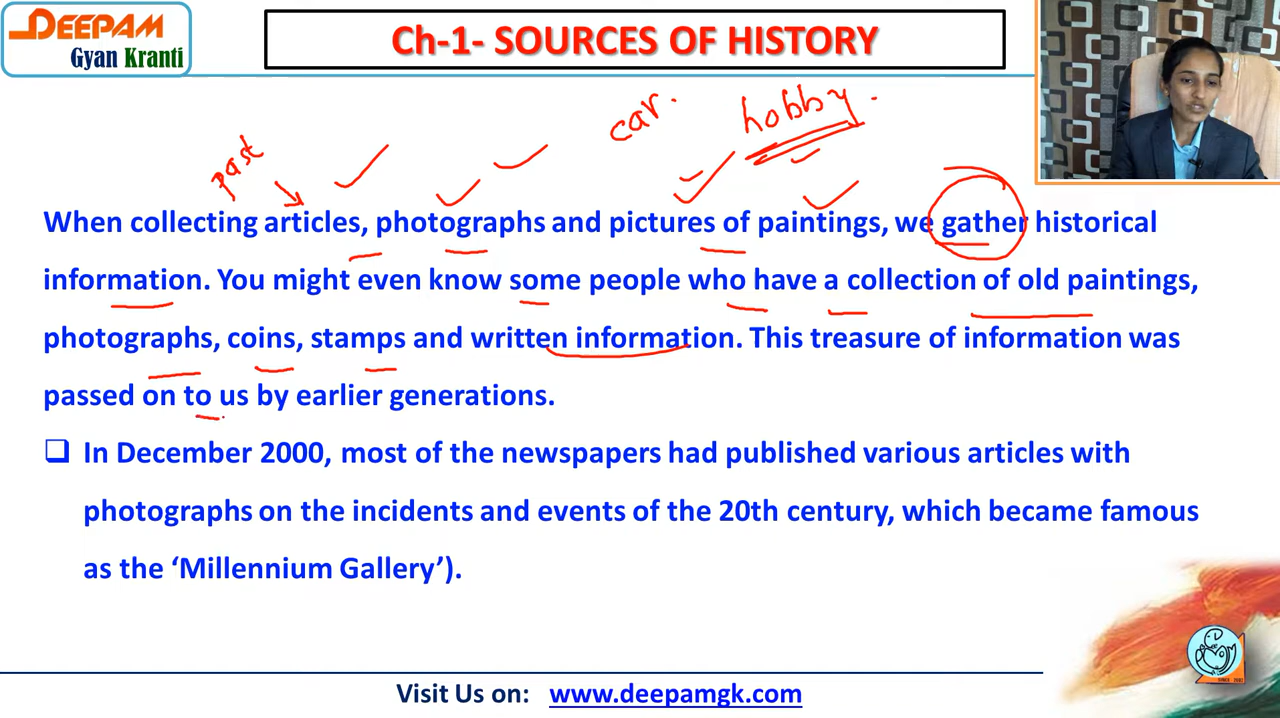 DEEPAM
Gyan Kranti
Ch-1- SOURCES OF HISTORY
past
car.
hobby.
When collecting articles, photographs and pictures of paintings, we gather historical
information. You might even know some people who have a collection of old paintings,
photographs, coins, stamps and written information. This treasure of information was
passed on to us by earlier generations.
In December 2000, most of the newspapers had published various articles with
photographs on the incidents and events of the 20th century, which became famous
as the ‘Millennium Gallery’).
Visit Us on: www.deepamgk.com